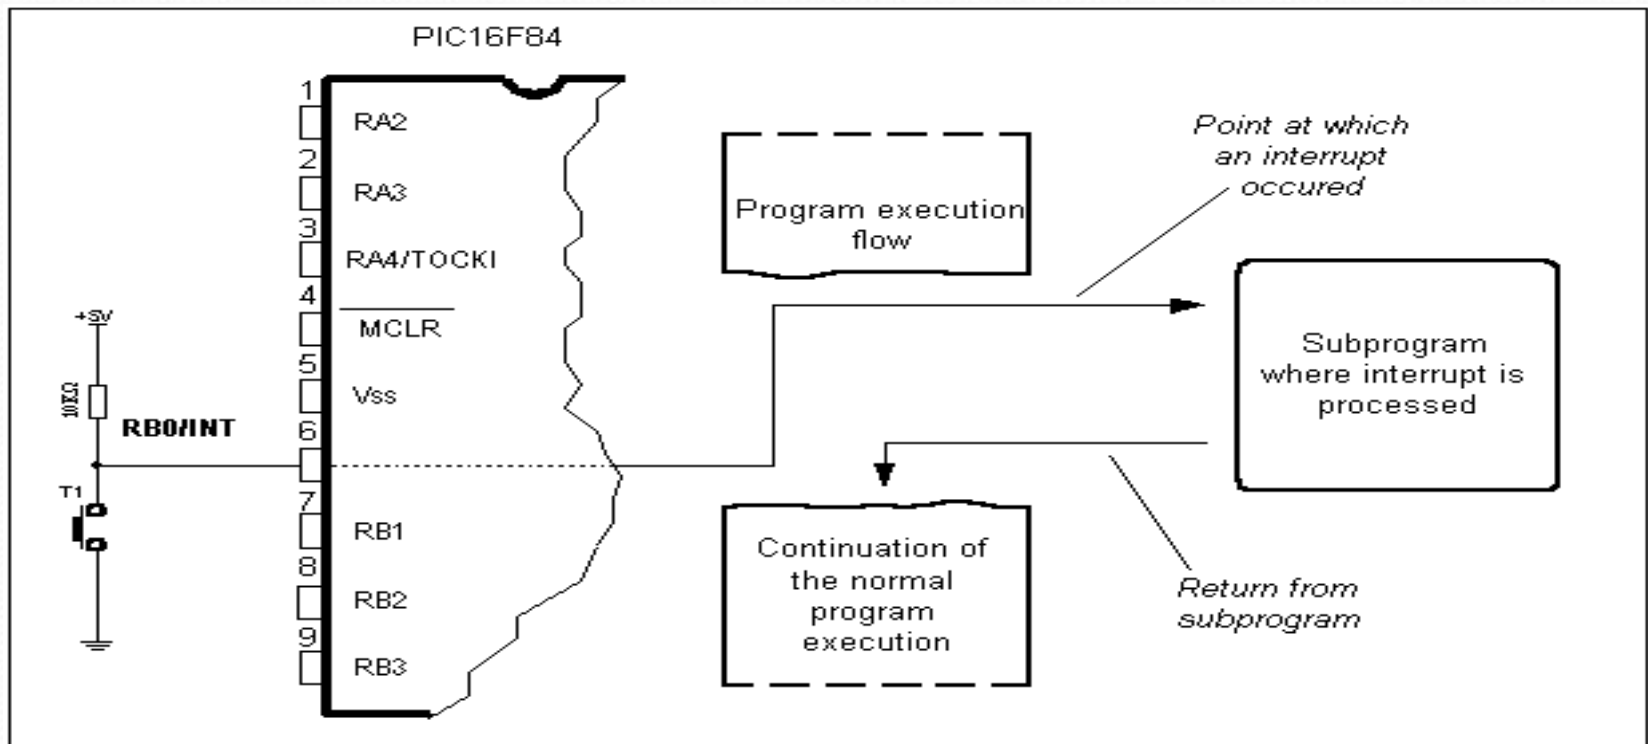 PIC16F84
1
RA2
2
RA3
3
RA4/TOCKI
4
MCLR
5
Vss
6
7
RB1
8
RB2
9
RB3
+5V
10KΩ
RB0/INT
T1
Program execution
flow
Point at which
an interrupt
occured
Subprogram
where interrupt is
processed
Continuation of
the normal
program
execution
Return from
subprogram